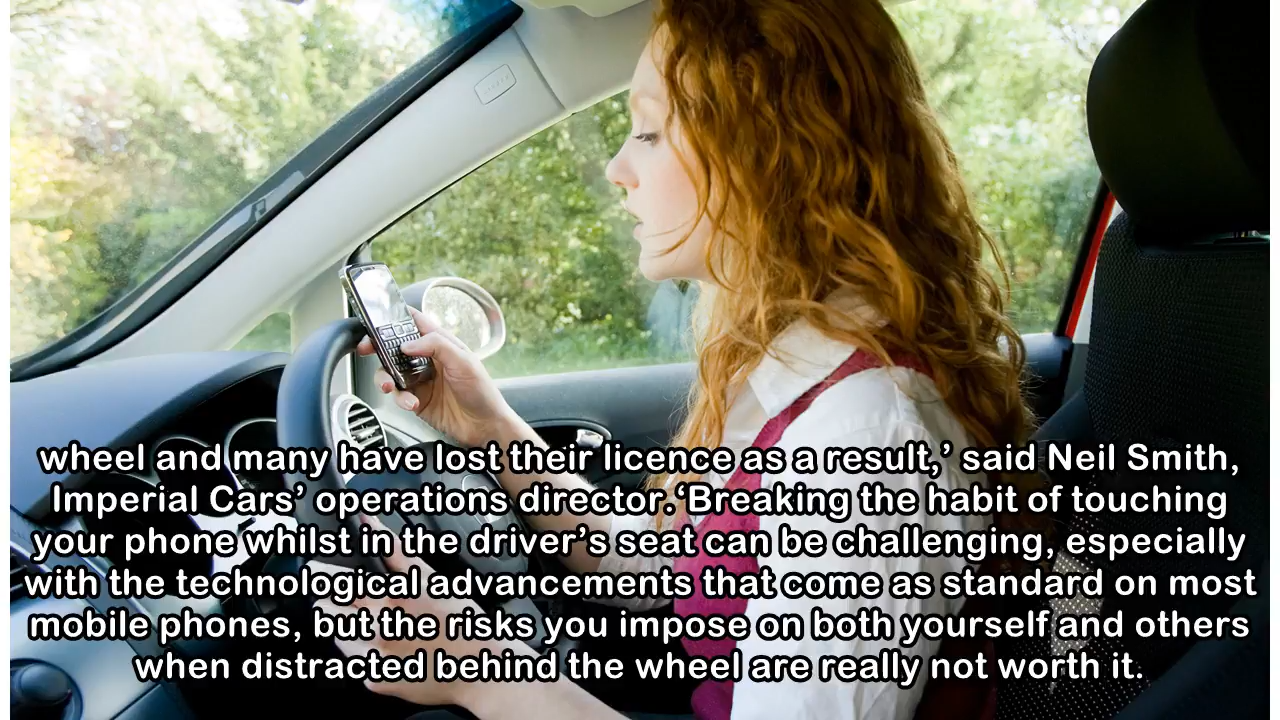 wheel and many have lost their licence as a result,’ said Neil Smith,
Imperial Cars’ operations director.‘Breaking the habit of touching
your phone whilst in the driver’s seat can be challenging, especially
with the technological advancements that come as standard on most
mobile phones, but the risks you impose on both yourself and others
when distracted behind the wheel are really not worth it.